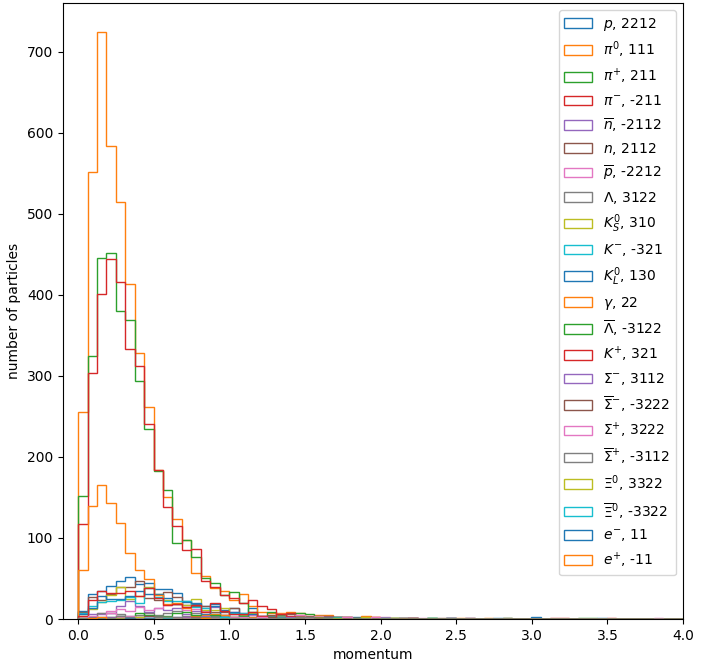 700
600
500
400
300
200
100
0
number of particles
0.0 0.5 1.0 1.5 2.0 2.5 3.0 3.5 4.0
momentum
p, 2212
π⁰, 111
π⁺, 211
π⁻, -211
n̅, -2112
n, 2112
p̅, -2212
Λ, 3122
K⁰_S, 310
K⁻, -321
K⁰_L, 130
γ, 22
Λ̅, -3122
K⁺, 321
Σ⁻, 3112
Σ̅⁻, -3222
Σ⁺, 3222
Σ̅⁺, -3112
Ξ⁰, 3322
Ξ̅⁰, -3322
e⁻, 11
e⁺, -11